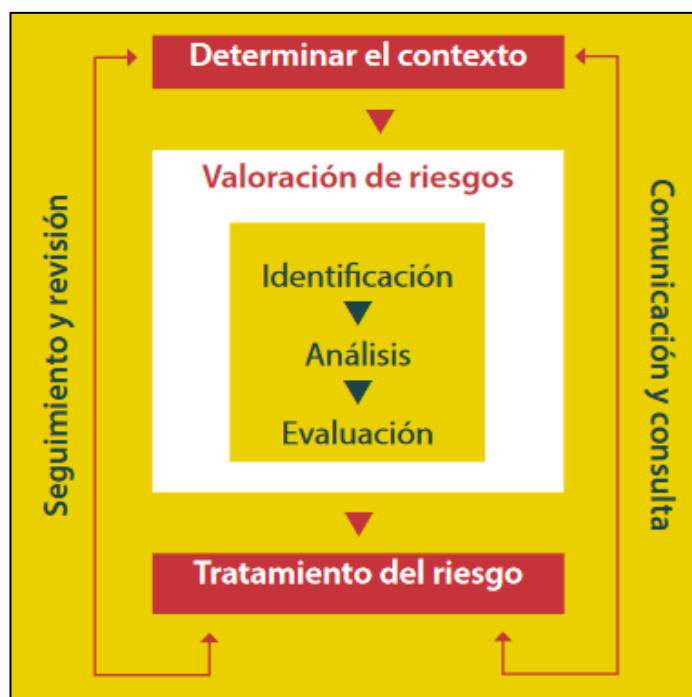 Determinar el contexto
Valoración de riesgos
Identificación
Análisis
Evaluación
Tratamiento del riesgo
Seguimiento y revisión
Comunicación y consulta